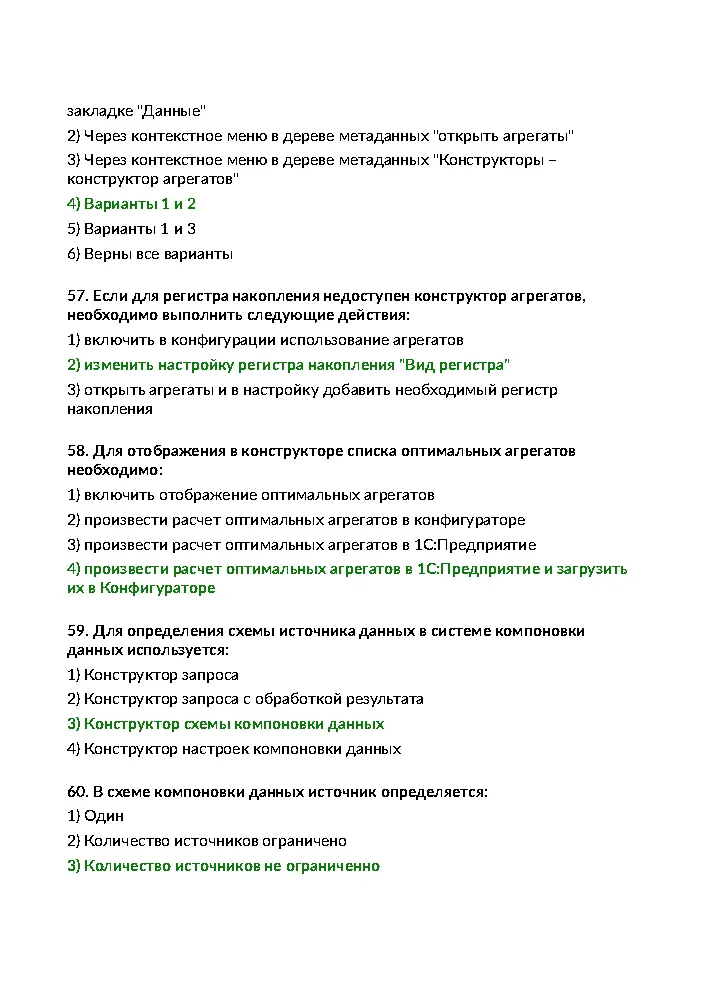 закладке "Данные"
2) Через контекстное меню в дереве метаданных "открыть агрегаты"
3) Через контекстное меню в дереве метаданных "Конструкторы –
конструктор агрегатов"
4) Варианты 1 и 2
5) Варианты 1 и 3
6) Верны все варианты
57. Если для регистра накопления недоступен конструктор агрегатов,
необходимо выполнить следующие действия:
1) включить в конфигурации использование агрегатов
2) изменить настройку регистра накопления "Вид регистра"
3) открыть агрегаты и в настройку добавить необходимый регистр
накопления
58. Для отображения в конструкторе списка оптимальных агрегатов
необходимо:
1) включить отображение оптимальных агрегатов
2) произвести расчет оптимальных агрегатов в конфигураторе
3) произвести расчет оптимальных агрегатов в 1С:Предприятие
4) произвести расчет оптимальных агрегатов в 1С:Предприятие и загрузить
их в Конфигураторе
59. Для определения схемы источника данных в системе компоновки
данных используется:
1) Конструктор запроса
2) Конструктор запроса с обработкой результата
3) Конструктор схемы компоновки данных
4) Конструктор настроек компоновки данных
60. В схеме компоновки данных источник определяется:
1) Один
2) Количество источников ограничено
3) Количество источников не ограниченно